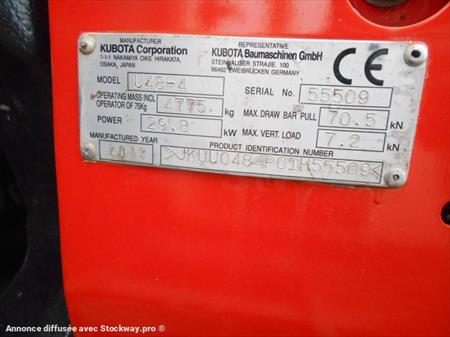 MANUFACTURER
KUBOTA Corporation
1-1-1 NAKAMIYA OIKE HIRAKATA,
OSAKA, JAPAN
REPRESENTATIVE
KUBOTA Baumaschinen GmbH
STEINHAUSER STRAßE. 100
66482 ZWEIBRÜCKEN GERMANY
CE
MODEL U48-4
SERIAL No. 55509
OPERATING MASS INCL
OPERATOR OF 75Kg 4775. kg
MAX. DRAW BAR PULL 70.5 kN
POWER 29.8 kW
MAX. VERT. LOAD 7.2 kN
MANUFACTURED YEAR
PRODUCT IDENTIFICATION NUMBER
>JKUU0484P01H55509<
Annonce diffusée avec Stockway.pro ®